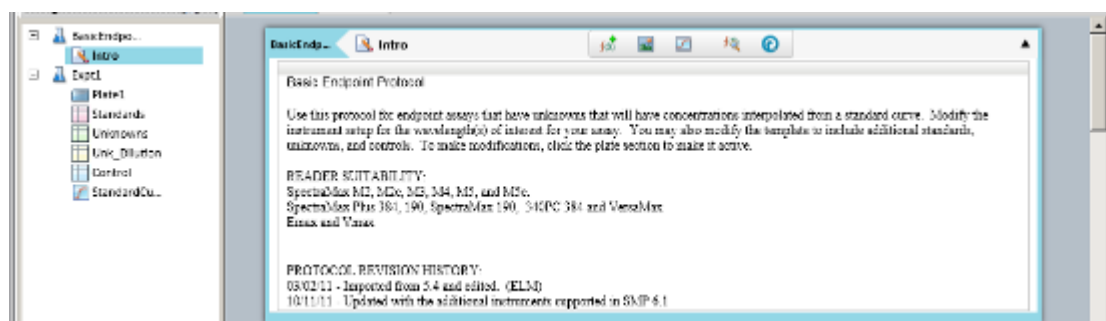 BasicEndpo...
Intro
Expt1
Plate1
Standards
Unknowns
Unk_Dilution
Control
StandardCu...
BasicEndp... Intro
Basic Endpoint Protocol
Use this protocol for endpoint assays that have unknowns that will have concentrations interpolated from a standard curve. Modify the
instrument setup for the wavelength(s) of interest for your assay. You may also modify the template to include additional standards,
unknowns, and controls. To make modifications, click the plate section to make it active.
READER SUITABILITY:
SpectraMax M2, M2e, M3, M4, M5, and M5e.
SpectraMax Plus 384, 190, SpectraMax 190, 340PC 384 and VersaMax
Emax and Vmax
PROTOCOL REVISION HISTORY:
03/02/11 - Imported from 5.4 and edited. (ELM)
10/11/11 - Updated with the additional instruments supported in SMP 6.1